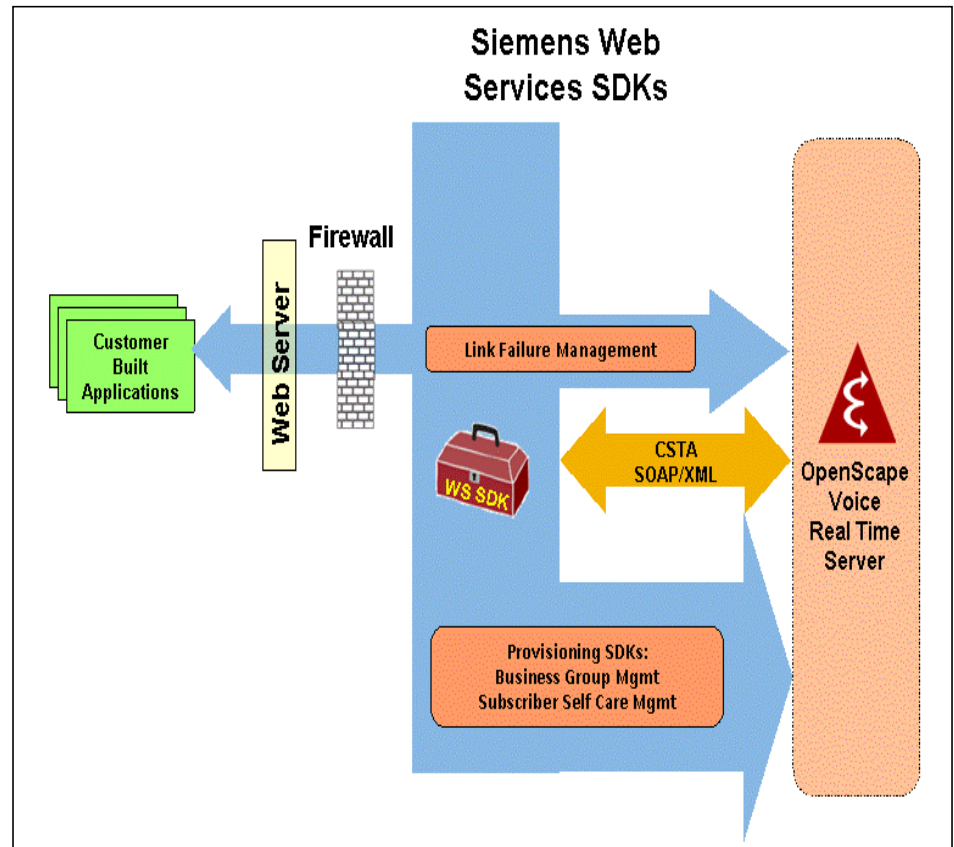 Siemens Web
Services SDKs
Firewall
Web Server
Customer
Built
Applications
Link Failure Management
WS SDK
CSTA
SOAP/XML
OpenScape
Voice
Real Time
Server
Provisioning SDKs:
Business Group Mgmt
Subscriber Self Care Mgmt